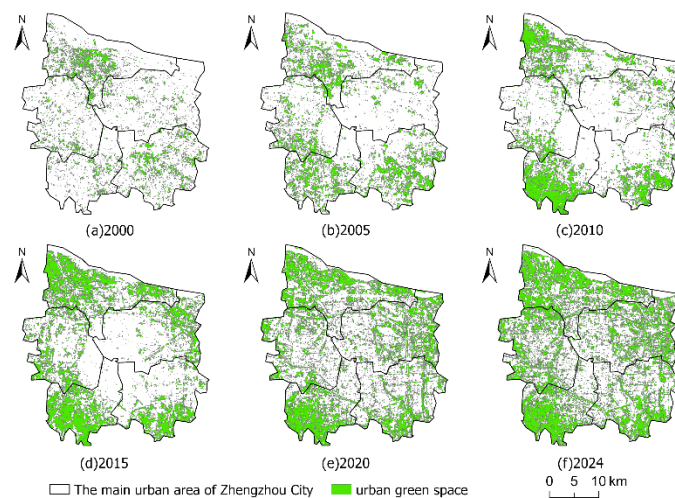 N N N
(a)2000 (b)2005 (c)2010
N N N
(d)2015 (e)2020 (f)2024
The main urban area of Zhengzhou City urban green space 0 5 10 km